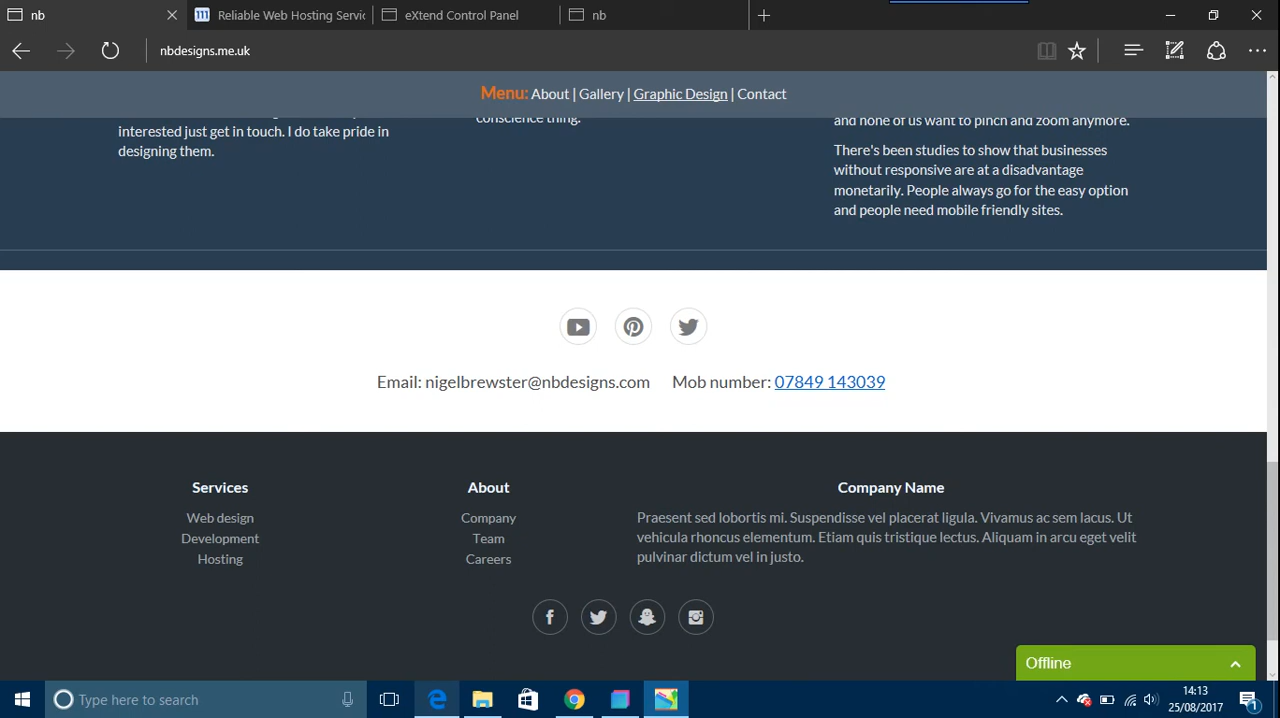 nb
Reliable Web Hosting Servic
eXtend Control Panel
nb
nbdesigns.me.uk
Menu: About | Gallery | Graphic Design | Contact
interested just get in touch. I do take pride in
designing them.
conscience thing.
and none of us want to pinch and zoom anymore.
There's been studies to show that businesses
without responsive are at a disadvantage
monetarily. People always go for the easy option
and people need mobile friendly sites.
Email: nigelbrewster@nbdesigns.com Mob number: 07849 143039
Services
Web design
Development
Hosting
About
Company
Team
Careers
Company Name
Praesent sed lobortis mi. Suspendisse vel placerat ligula. Vivamus ac sem lacus. Ut
vehicula rhoncus elementum. Etiam quis tristique lectus. Aliquam in arcu eget velit
pulvinar dictum vel in justo.
Offline
Type here to search
14:13
25/08/2017
1